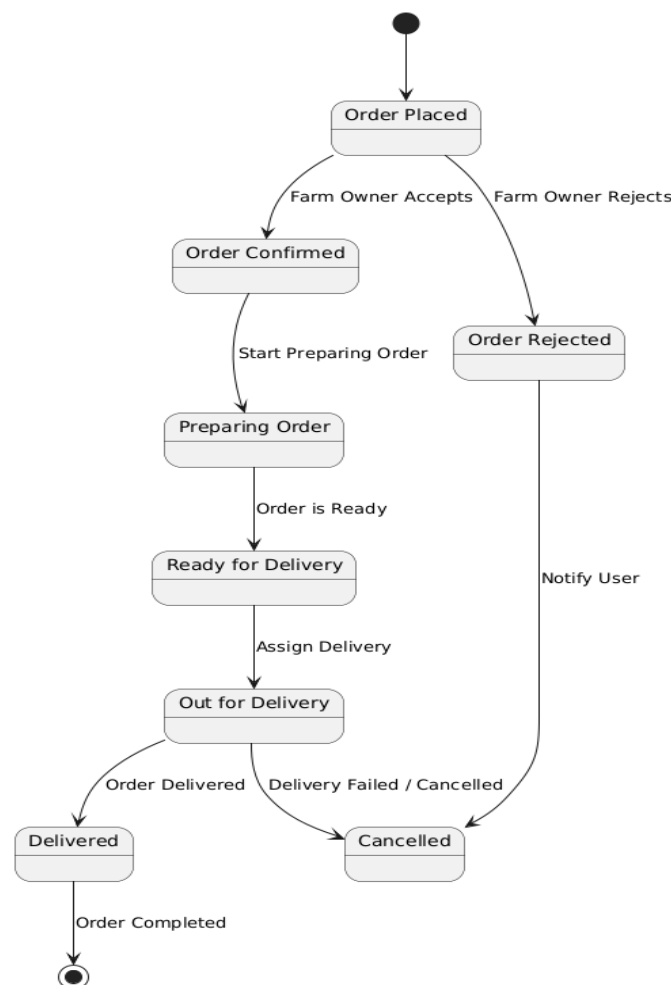 Order Placed
Farm Owner Accepts
Farm Owner Rejects
Order Confirmed
Order Rejected
Start Preparing Order
Preparing Order
Order is Ready
Ready for Delivery
Notify User
Assign Delivery
Out for Delivery
Order Delivered
Delivery Failed / Cancelled
Delivered
Cancelled
Order Completed